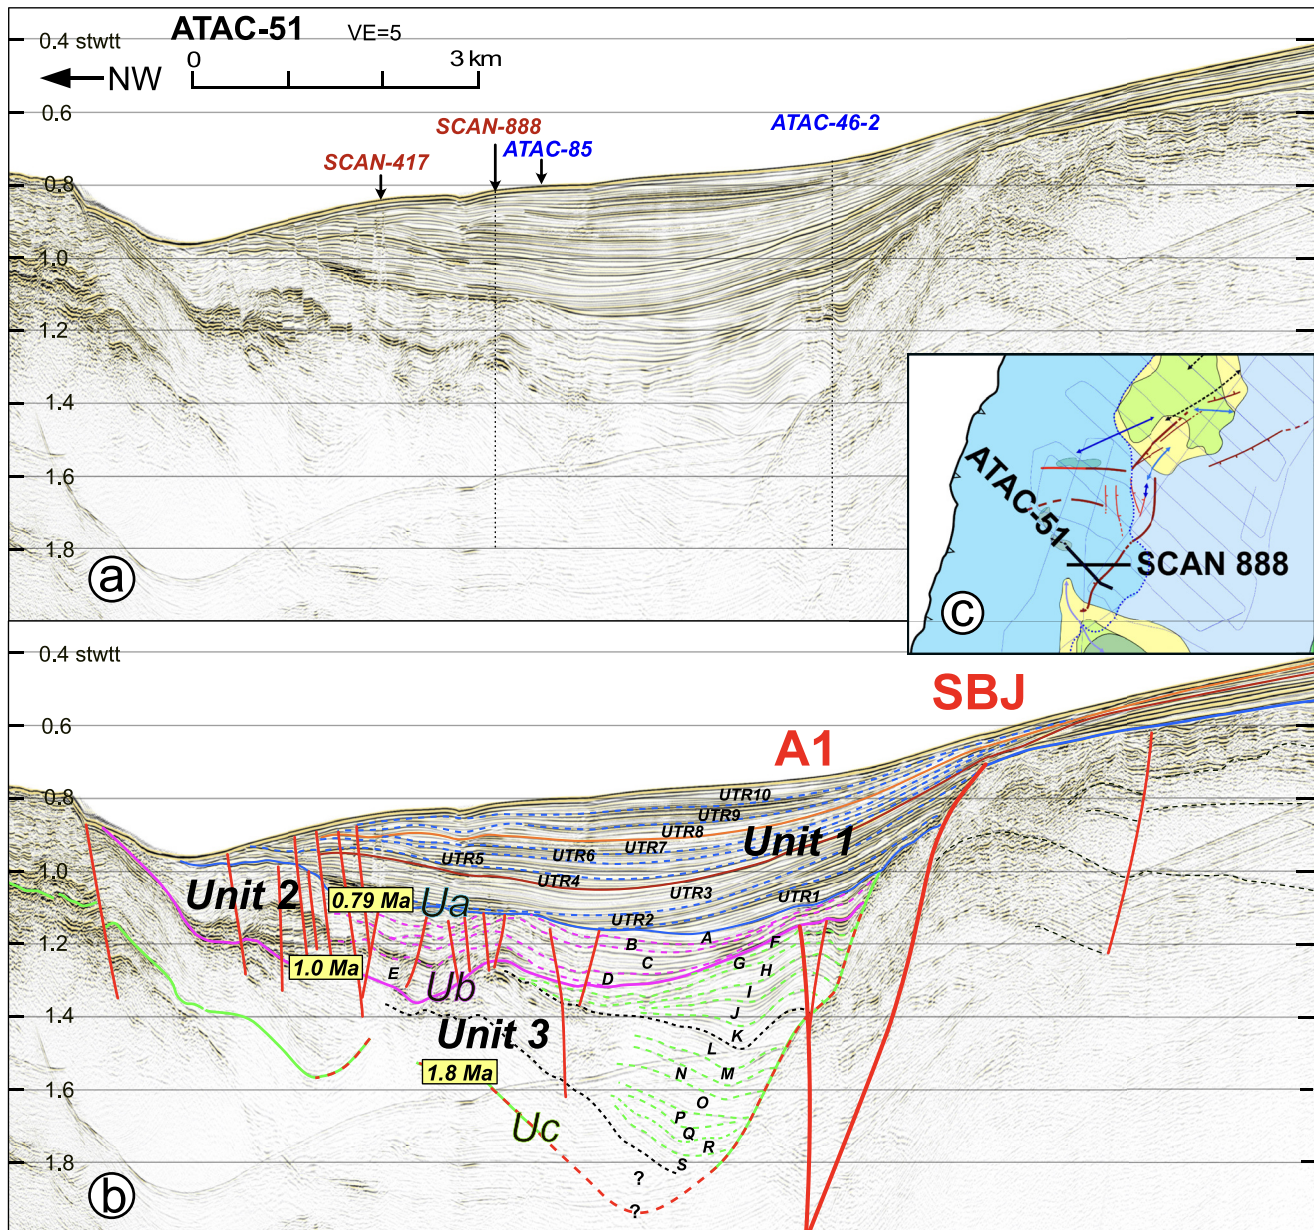 ATAC-51 VE=5
0.4 stwtt
0 3 km
NW
0.6
SCAN-888
ATAC-46-2
ATAC-85
SCAN-417
0.8
1.0
1.2
1.4
1.6
1.8
a
ATAC-51
SCAN 888
c
0.4 stwtt
SBJ
0.6
A1
0.8
UTR10
UTR9
UTR8
UTR7
Unit 1
UTR5
UTR6
1.0
UTR4
UTR3
Unit 2
0.79 Ma
Ua
UTR1
UTR2
1.2
A
B
F
C
G
1.0 Ma
E
H
D
Ub
I
J
1.4
Unit 3
K
L
1.8 Ma
N
M
1.6
O
Uc
P
Q
R
1.8
S
?
?
b